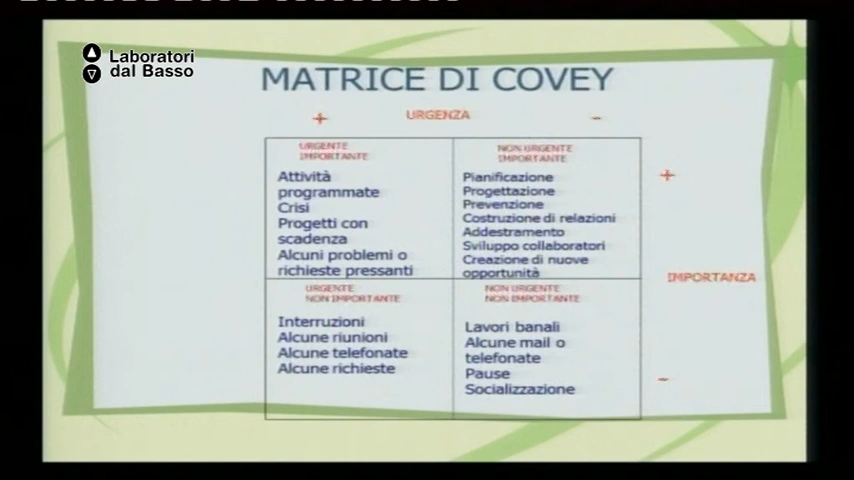 Laboratori
dal Basso
MATRICE DI COVEY
+ URGENZA -
URGENTE
IMPORTANTE
Attività
programmate
Crisi
Progetti con
scadenza
Alcuni problemi o
richieste pressanti
NON URGENTE
IMPORTANTE
Pianificazione
Progettazione
Prevenzione
Costruzione di relazioni
Addestramento
Sviluppo collaboratori
Creazione di nuove
opportunità
+
IMPORTANZA
-
URGENTE
NON IMPORTANTE
Interruzioni
Alcune riunioni
Alcune telefonate
Alcune richieste
NON URGENTE
NON IMPORTANTE
Lavori banali
Alcune mail o
telefonate
Pause
Socializzazione